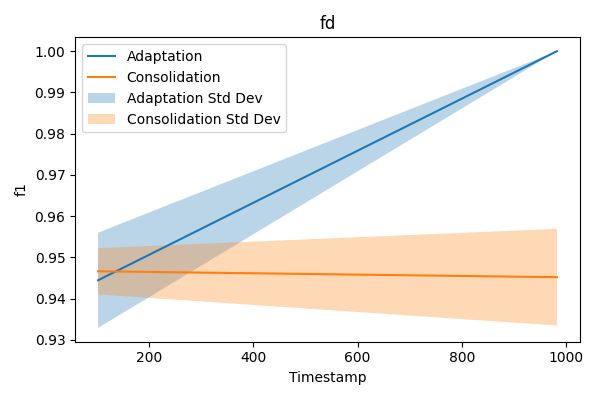 fd
Adaptation
Consolidation
Adaptation Std Dev
Consolidation Std Dev
1.00
0.99
0.98
0.97
0.96
0.95
0.94
0.93
f1
200
400
600
800
1000
Timestamp